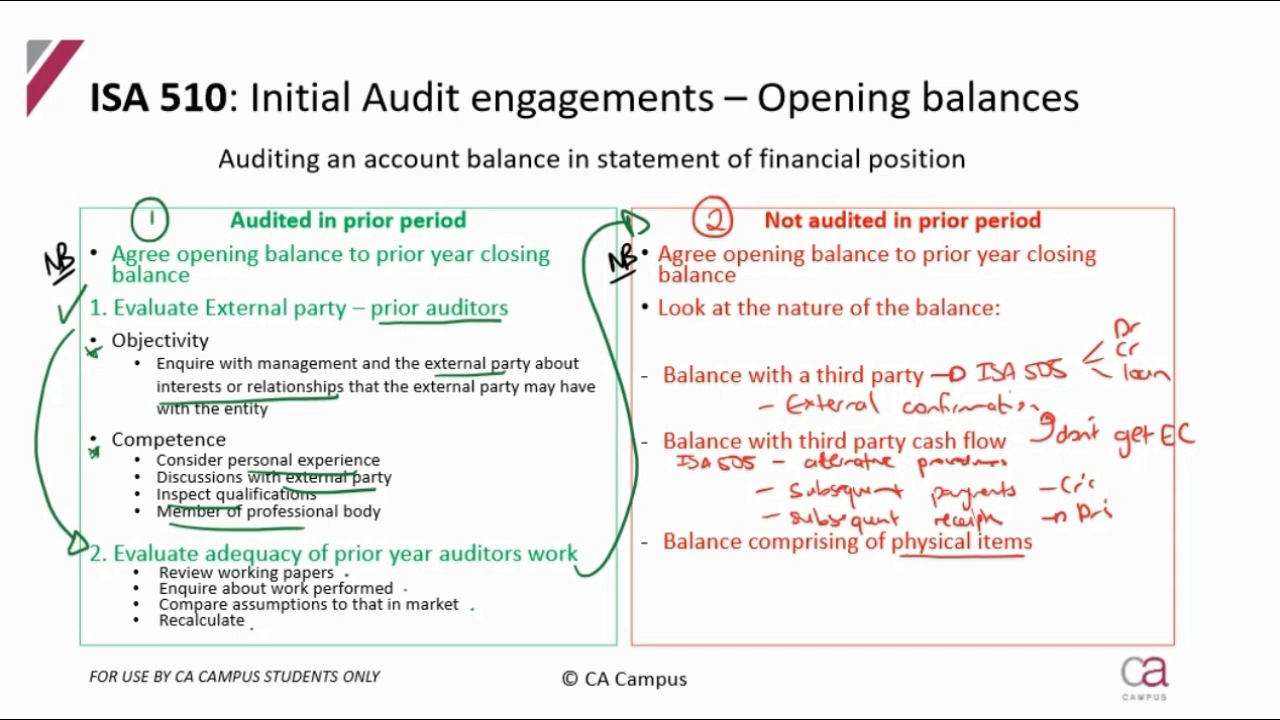 ISA 510: Initial Audit engagements – Opening balances
Auditing an account balance in statement of financial position
1
Audited in prior period
NB
• Agree opening balance to prior year closing
balance
1. Evaluate External party – prior auditors
• Objectivity
• Enquire with management and the external party about
interests or relationships that the external party may have
with the entity
• Competence
• Consider personal experience
• Discussions with external party
• Inspect qualifications
• Member of professional body
2. Evaluate adequacy of prior year auditors work
• Review working papers
• Enquire about work performed
• Compare assumptions to that in market
• Recalculate
2
Not audited in prior period
NB
• Agree opening balance to prior year closing
balance
• Look at the nature of the balance:
Dr
Cr
loan
- Balance with a third party → ISA 505
- External confirmation
- Balance with third party cash flow
don't get EC
ISA 505 - alternative procedures
- subsequent payments - Cr's
- subsequent receipts → Dr's
- Balance comprising of physical items
FOR USE BY CA CAMPUS STUDENTS ONLY
© CA Campus
ca
CAMPUS